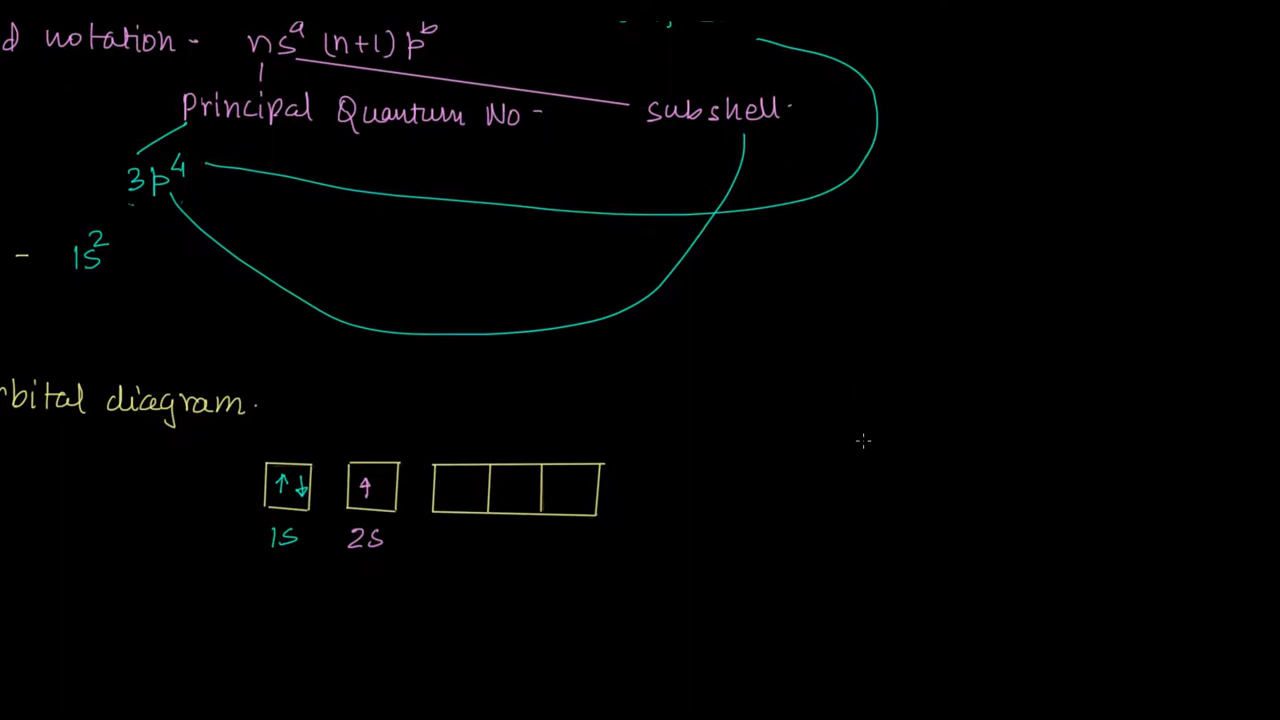 d notation - ns^a (n+1) p^b
Principal Quantum No - subshell.
3p^4
- 1s^2
rbital diagram.
↑↓ ↑
1s 2s